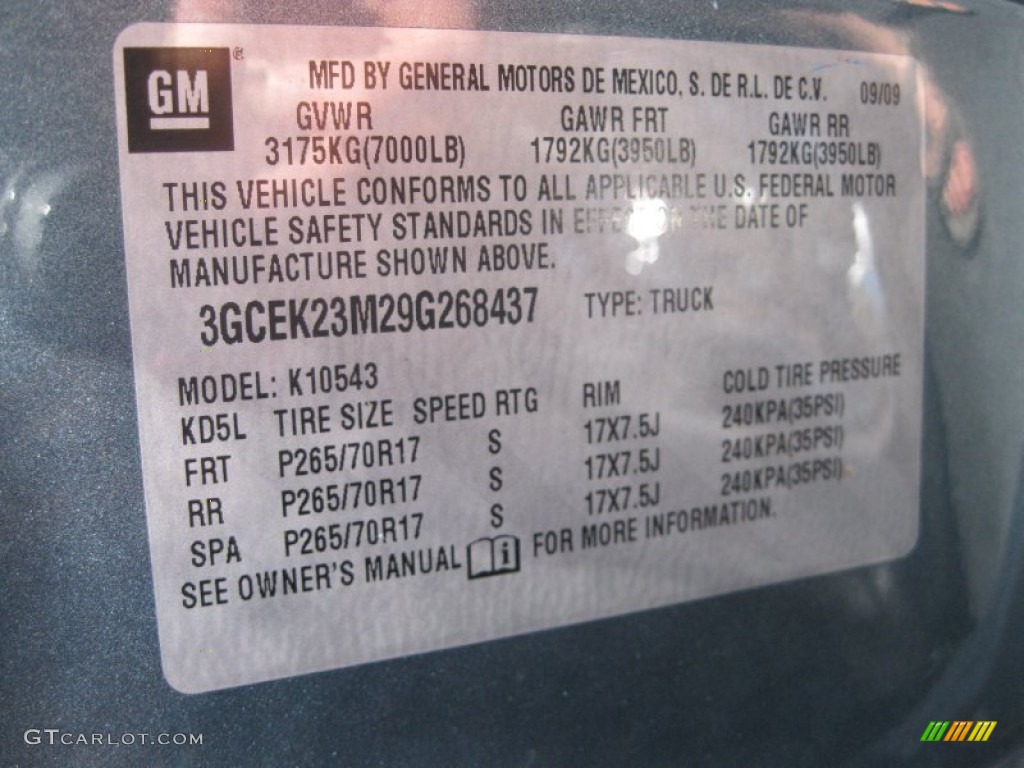 GM ®
MFD BY GENERAL MOTORS DE MEXICO, S. DE R.L. DE C.V. 09/09
GVWR GAWR FRT GAWR RR
3175KG(7000LB) 1792KG(3950LB) 1792KG(3950LB)
THIS VEHICLE CONFORMS TO ALL APPLICABLE U.S. FEDERAL MOTOR
VEHICLE SAFETY STANDARDS IN EFFECT ON THE DATE OF
MANUFACTURE SHOWN ABOVE.
3GCEK23M29G268437 TYPE: TRUCK
MODEL: K10543
KD5L TIRE SIZE SPEED RTG RIM COLD TIRE PRESSURE
FRT P265/70R17 S 17X7.5J 240KPA(35PSI)
RR P265/70R17 S 17X7.5J 240KPA(35PSI)
SPA P265/70R17 S 17X7.5J 240KPA(35PSI)
SEE OWNER'S MANUAL i FOR MORE INFORMATION.
GTCARLOT.COM